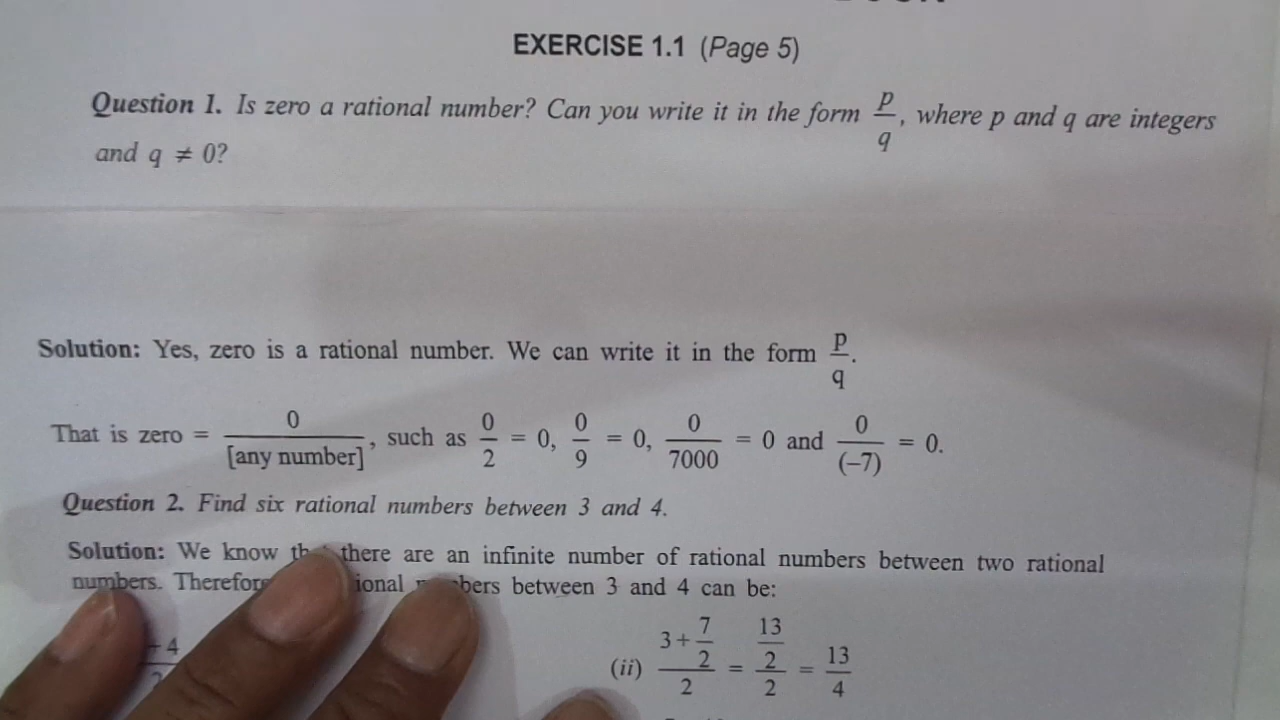 EXERCISE 1.1 (Page 5)
Question 1. Is zero a rational number? Can you write it in the form p/q, where p and q are integers
and q ≠ 0?
Solution: Yes, zero is a rational number. We can write it in the form p/q.
That is zero = 0/[any number], such as 0/2 = 0, 0/9 = 0, 0/7000 = 0 and 0/(−7) = 0.
Question 2. Find six rational numbers between 3 and 4.
Solution: We know there are an infinite number of rational numbers between two rational
numbers. between 3 and 4 can be:
4
(ii) (3 + 7/2)/2 = (13/2)/2 = 13/4